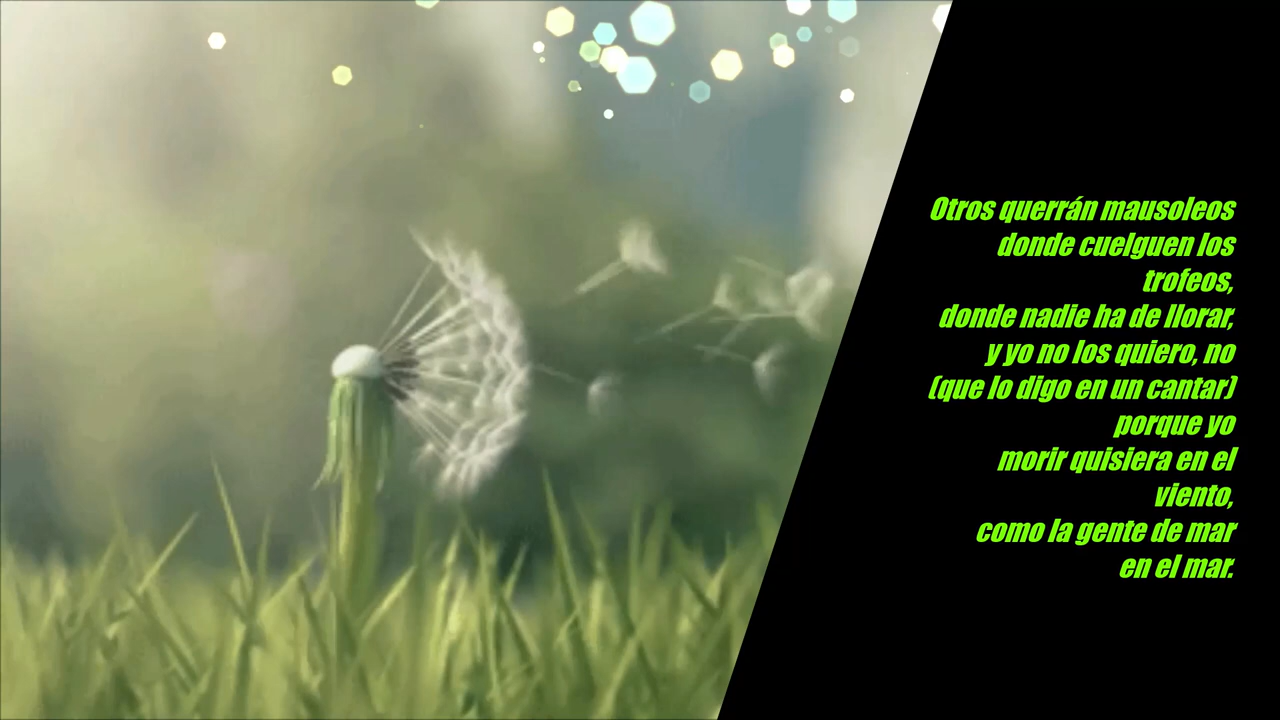 Otros querrán mausoleos
donde cuelguen los
trofeos,
donde nadie ha de llorar,
y yo no los quiero, no
(que lo digo en un cantar)
porque yo
morir quisiera en el
viento,
como la gente de mar
en el mar.